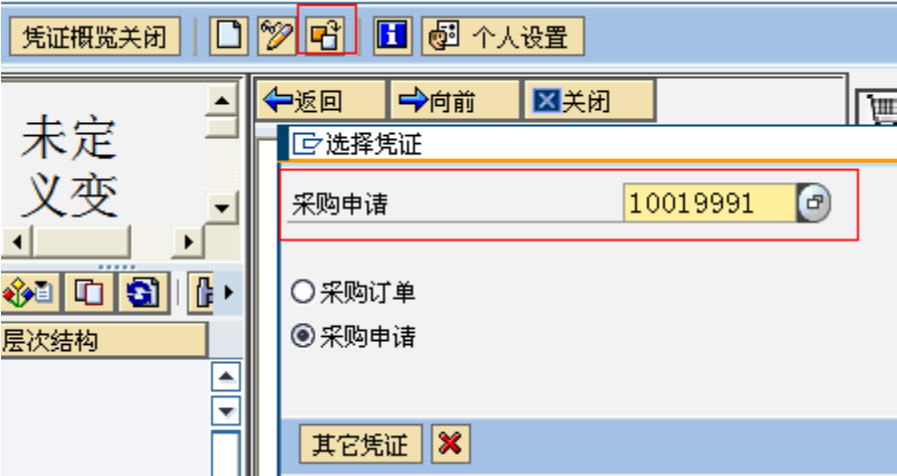 凭证概览关闭
个人设置
未定
义变
层次结构
返回
向前
关闭
选择凭证
采购申请
10019991
采购订单
采购申请
其它凭证